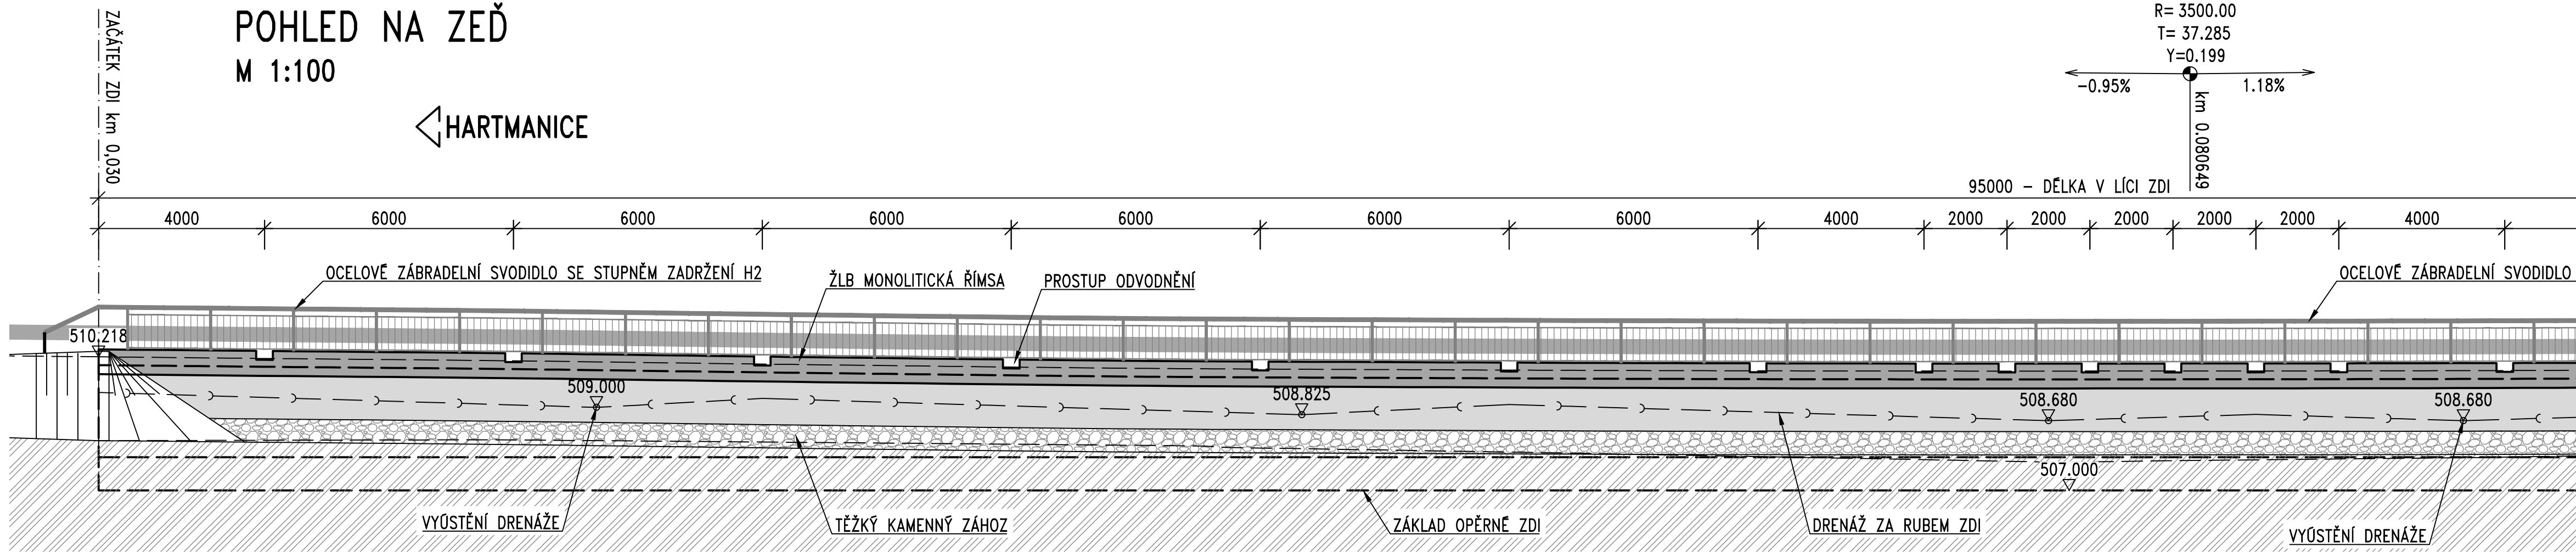 POHLED NA ZEĎ
M 1:100
HARTMANICE
ZAČÁTEK ZDI km 0,030
R= 3500.00
T= 37.285
Y=0.199
-0.95%
1.18%
km 0.080649
95000 - DÉLKA V LÍCI ZDI
4000 6000 6000 6000 6000 6000 6000 4000 2000 2000 2000 2000 2000 4000
OCELOVÉ ZÁBRADELNÍ SVODIDLO SE STUPNĚM ZADRŽENÍ H2
ŽLB MONOLITICKÁ ŘÍMSA
PROSTUP ODVODNĚNÍ
OCELOVÉ ZÁBRADELNÍ SVODIDLO
510.218
509.000
508.825
508.680
508.680
507.000
VYÚSTĚNÍ DRENÁŽE
TĚŽKÝ KAMENNÝ ZÁHOZ
ZÁKLAD OPĚRNÉ ZDI
DRENÁŽ ZA RUBEM ZDI
VYÚSTĚNÍ DRENÁŽE